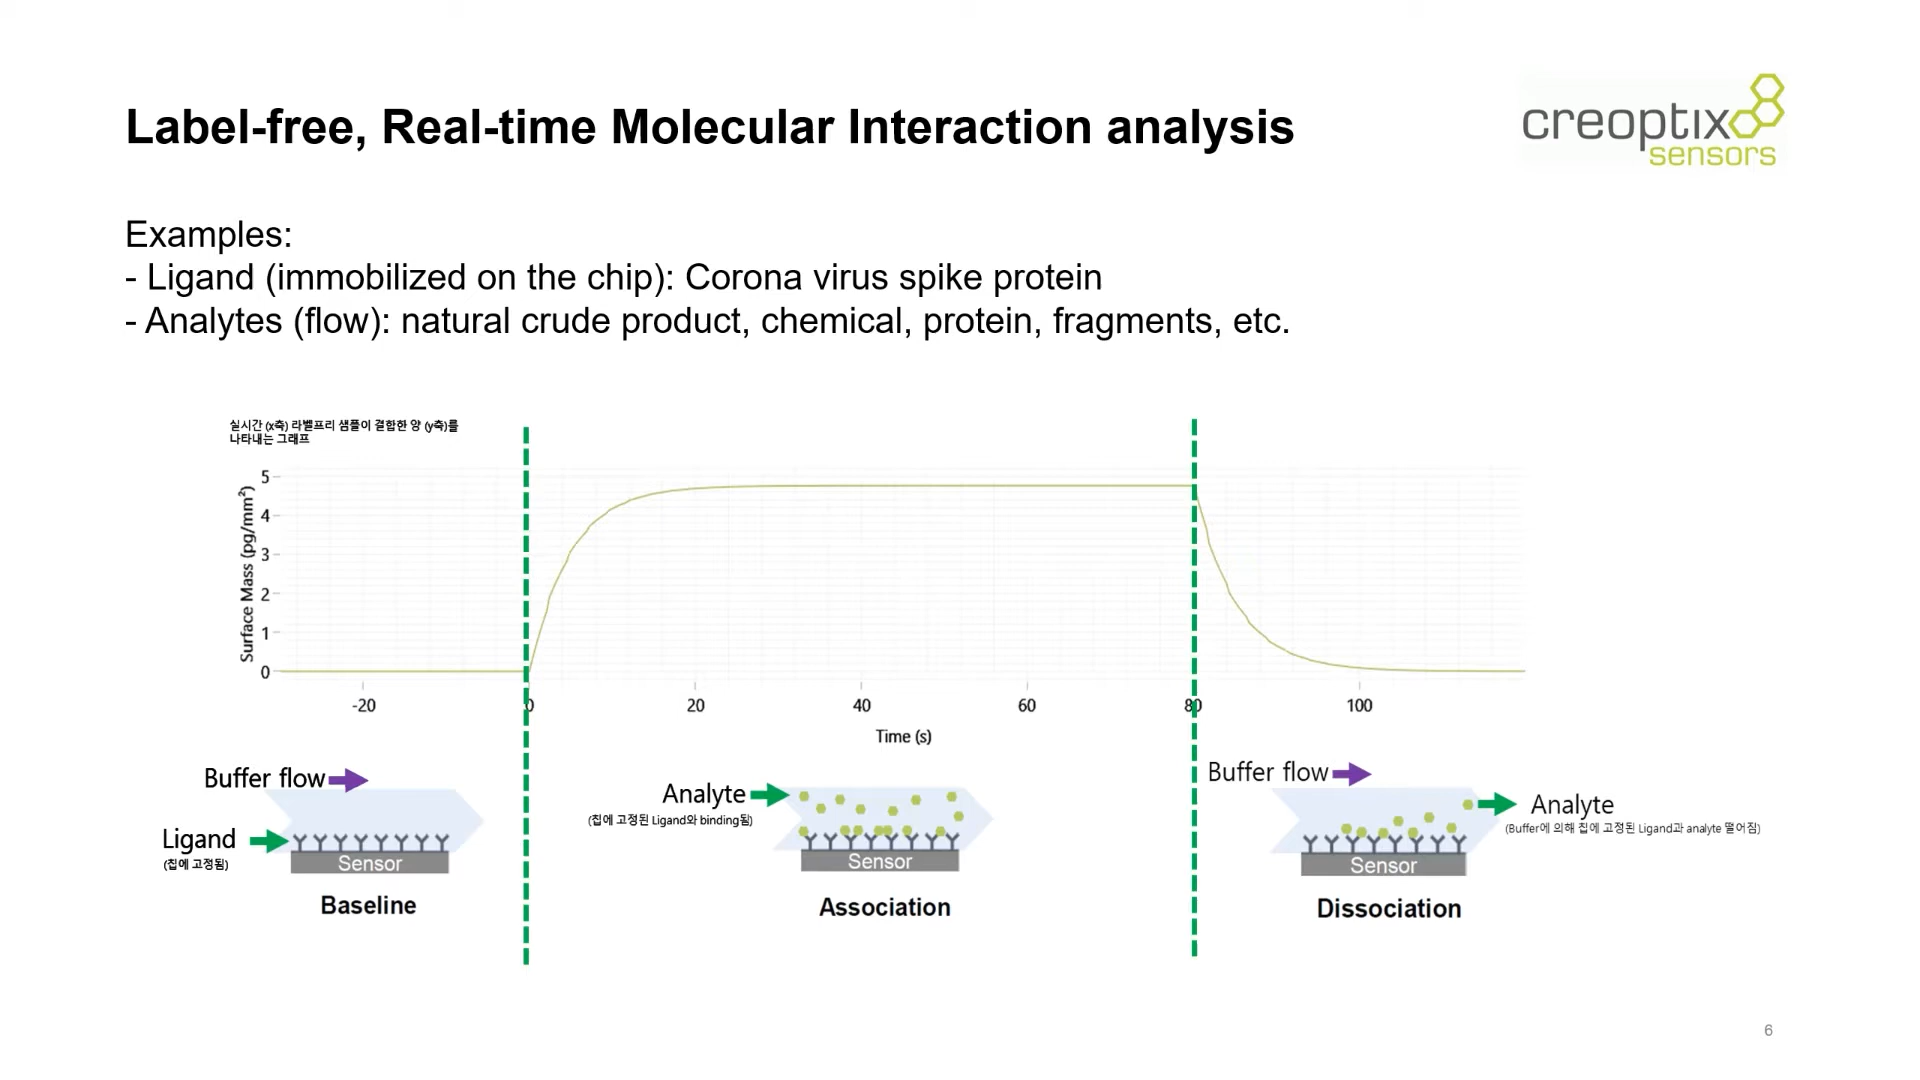 Label-free, Real-time Molecular Interaction analysis
creoptix
sensors
Examples:
- Ligand (immobilized on the chip): Corona virus spike protein
- Analytes (flow): natural crude product, chemical, protein, fragments, etc.
실시간 (x축) 라벨프리 샘플이 결합한 양 (y축)를
나타내는 그래프
Surface Mass (pg/mm²)
5
4
3
2
1
0
-20
0
20
40
60
80
100
Time (s)
Buffer flow
Ligand
(칩에 고정됨)
Sensor
Baseline
Analyte
(칩에 고정된 Ligand와 binding됨)
Sensor
Association
Buffer flow
Analyte
(Buffer에 의해 칩에 고정된 Ligand과 analyte 떨어짐)
Sensor
Dissociation
6